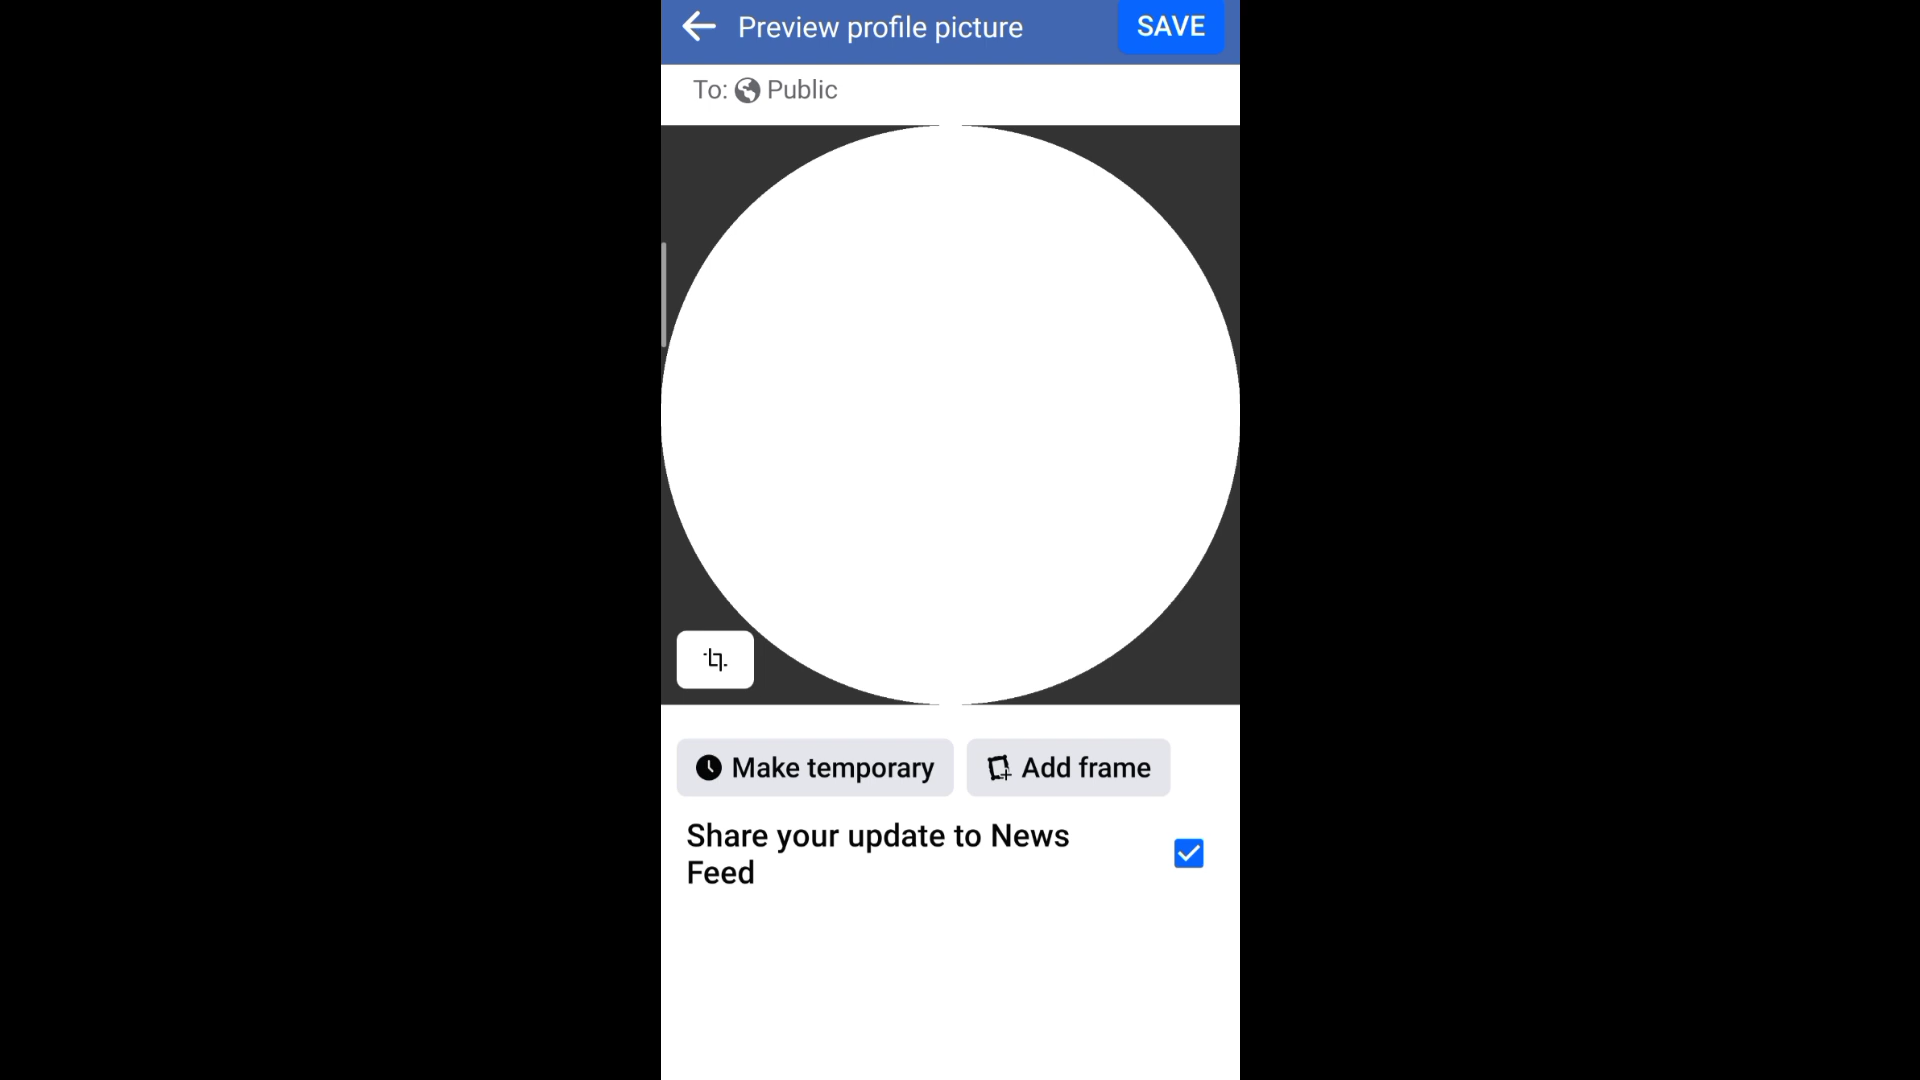 Preview profile picture
SAVE
To: Public
Make temporary
Add frame
Share your update to News
Feed